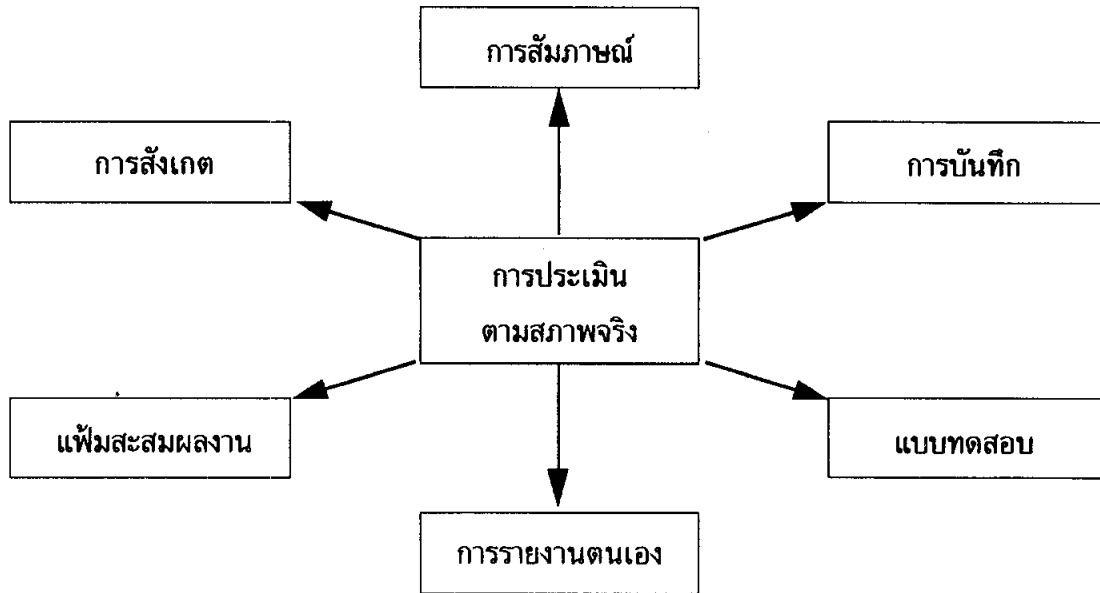 การสัมภาษณ์
การสังเกต
การบันทึก
การประเมิน
ตามสภาพจริง
แฟ้มสะสมผลงาน
แบบทดสอบ
การรายงานตนเอง